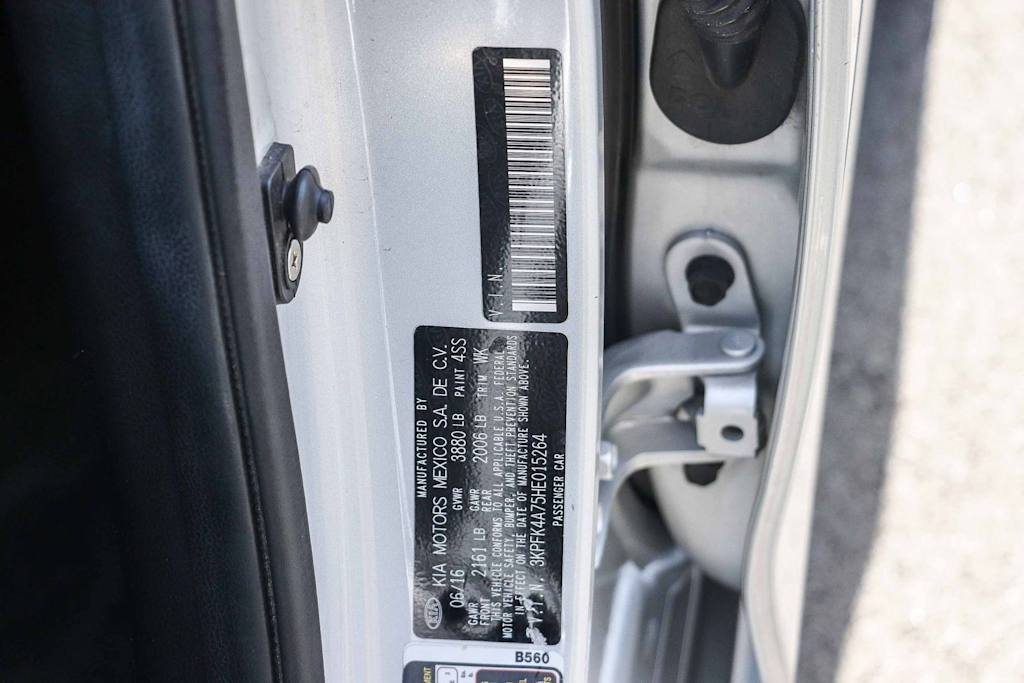 V.I.N.
MANUFACTURED BY
KIA KIA MOTORS MEXICO S.A. DE C.V.
06/16 GVWR 3880 LB PAINT 4SS
GAWR FRONT 2161 LB GAWR REAR 2006 LB TRIM WK
THIS VEHICLE CONFORMS TO ALL APPLICABLE U.S.A. FEDERAL
MOTOR VEHICLE SAFETY, BUMPER, AND THEFT PREVENTION STANDARDS
IN EFFECT ON THE DATE OF MANUFACTURE SHOWN ABOVE.
V.I.N. 3KPFK4A75HE015264
PASSENGER CAR
B560